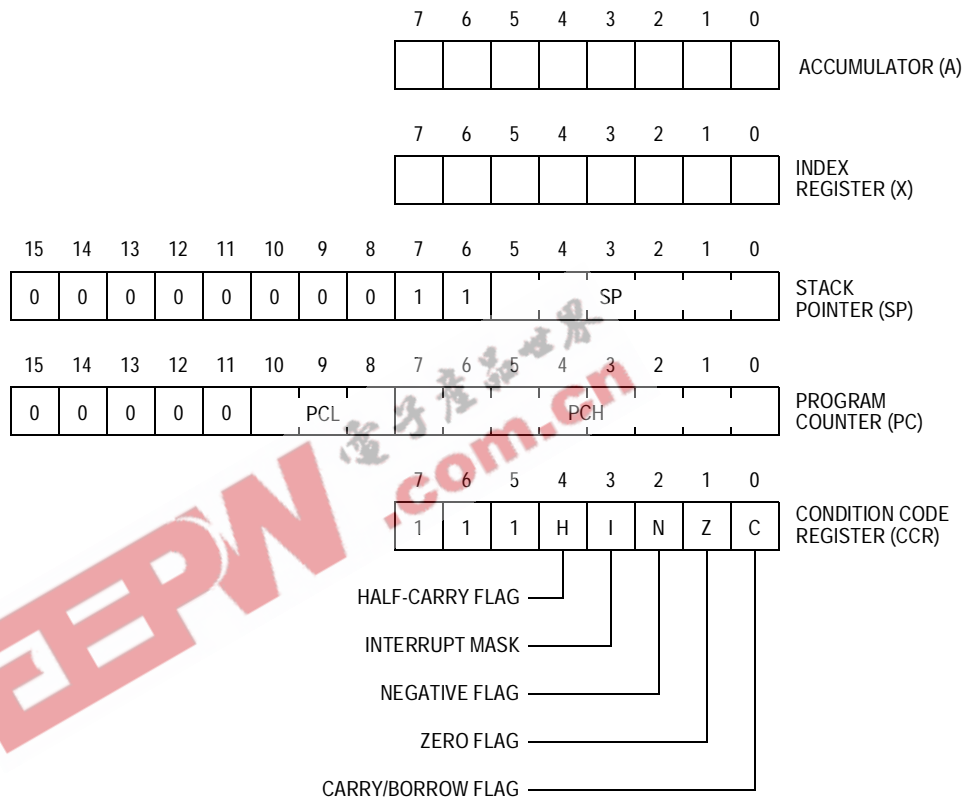 7 6 5 4 3 2 1 0
ACCUMULATOR (A)
7 6 5 4 3 2 1 0
INDEX
REGISTER (X)
15 14 13 12 11 10 9 8 7 6 5 4 3 2 1 0
0 0 0 0 0 0 0 0 1 1 SP
STACK
POINTER (SP)
15 14 13 12 11 10 9 8 7 6 5 4 3 2 1 0
0 0 0 0 0 PCL PCH
PROGRAM
COUNTER (PC)
7 6 5 4 3 2 1 0
1 1 1 H I N Z C
CONDITION CODE
REGISTER (CCR)
HALF-CARRY FLAG
INTERRUPT MASK
NEGATIVE FLAG
ZERO FLAG
CARRY/BORROW FLAG
EEPW
電子產品世界
.com.cn